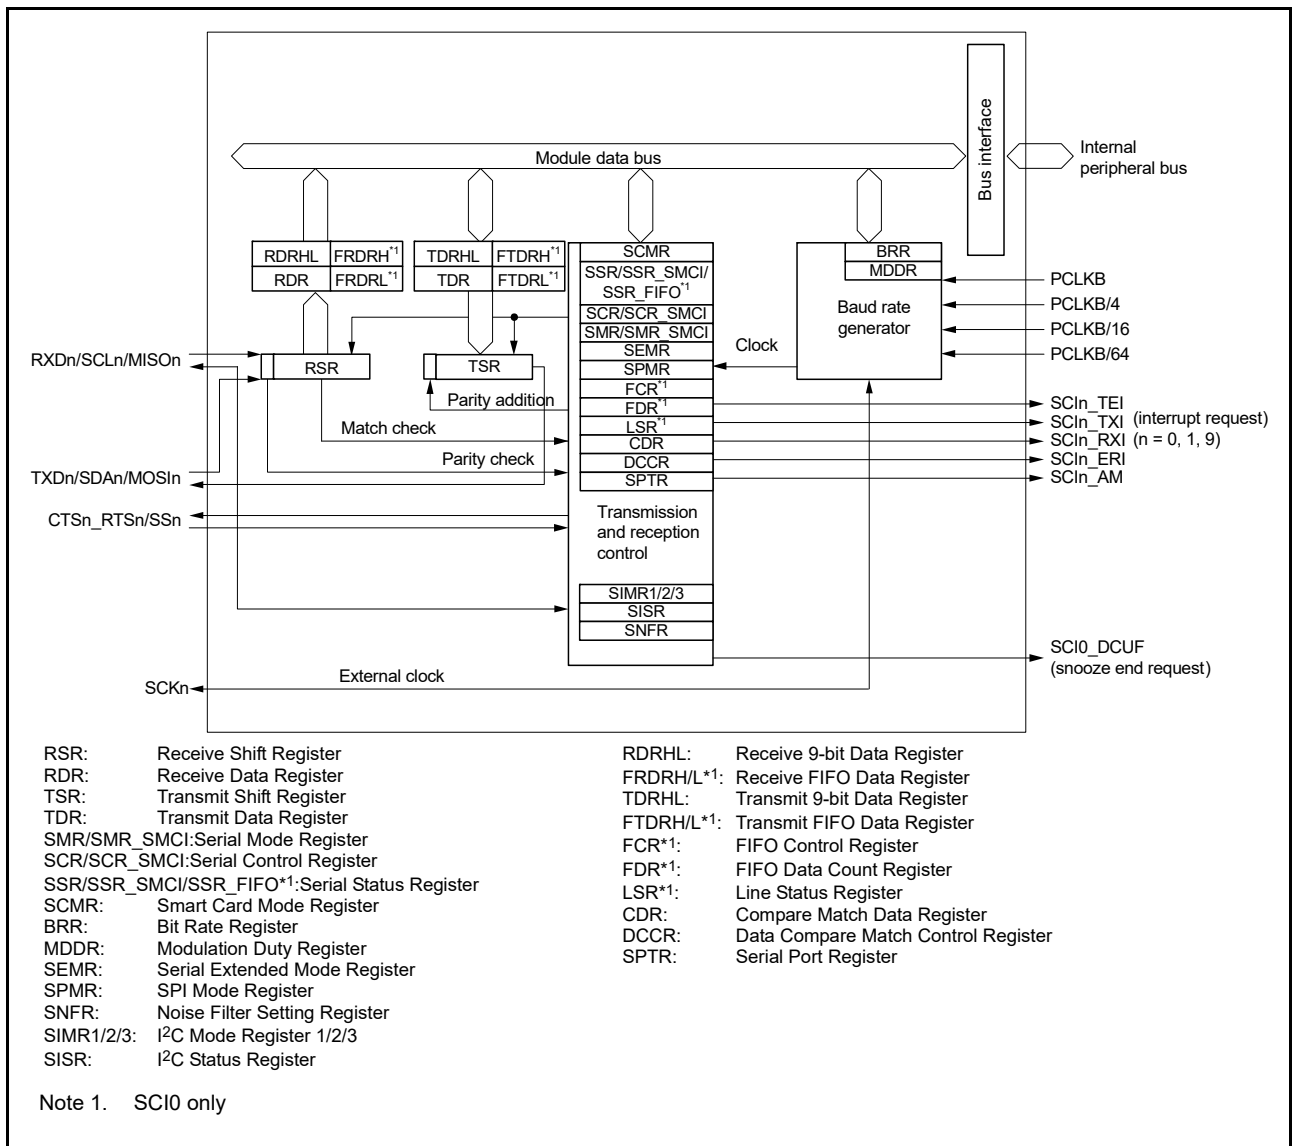 Bus interface
Internal
peripheral bus
Module data bus
RDRHL FRDRH*1
RDR FRDRL*1
TDRHL FTDRH*1
TDR FTDRL*1
SCMR
SSR/SSR_SMCI/
SSR_FIFO*1
SCR/SCR_SMCI
SMR/SMR_SMCI
SEMR
SPMR
FCR*1
FDR*1
LSR*1
CDR
DCCR
SPTR
Transmission
and reception
control
SIMR1/2/3
SISR
SNFR
BRR
MDDR
Baud rate
generator
Clock
PCLKB
PCLKB/4
PCLKB/16
PCLKB/64
RXDn/SCLn/MISOn
RSR
TSR
Parity addition
Match check
Parity check
TXDn/SDAn/MOSIn
CTSn_RTSn/SSn
SCIn_TEI
SCIn_TXI (interrupt request)
SCIn_RXI (n = 0, 1, 9)
SCIn_ERI
SCIn_AM
SCI0_DCUF
(snooze end request)
External clock
SCKn
RSR: Receive Shift Register
RDR: Receive Data Register
TSR: Transmit Shift Register
TDR: Transmit Data Register
SMR/SMR_SMCI:Serial Mode Register
SCR/SCR_SMCI:Serial Control Register
SSR/SSR_SMCI/SSR_FIFO*1:Serial Status Register
SCMR: Smart Card Mode Register
BRR: Bit Rate Register
MDDR: Modulation Duty Register
SEMR: Serial Extended Mode Register
SPMR: SPI Mode Register
SNFR: Noise Filter Setting Register
SIMR1/2/3: I2C Mode Register 1/2/3
SISR: I2C Status Register
RDRHL: Receive 9-bit Data Register
FRDRH/L*1: Receive FIFO Data Register
TDRHL: Transmit 9-bit Data Register
FTDRH/L*1: Transmit FIFO Data Register
FCR*1: FIFO Control Register
FDR*1: FIFO Data Count Register
LSR*1: Line Status Register
CDR: Compare Match Data Register
DCCR: Data Compare Match Control Register
SPTR: Serial Port Register
Note 1. SCI0 only